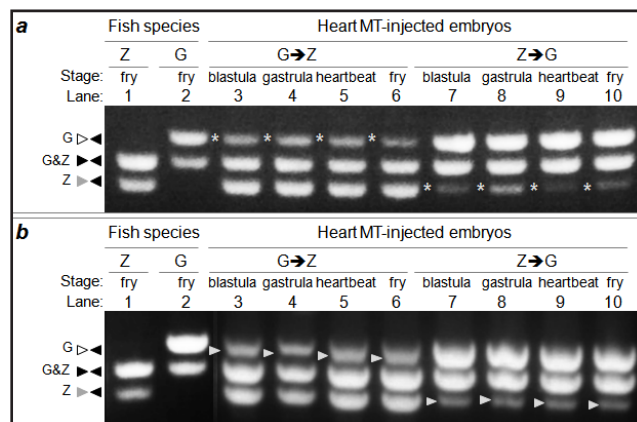 a Fish species Heart MT-injected embryos
Z G G➔Z Z➔G
Stage: fry fry blastula gastrula heartbeat fry blastula gastrula heartbeat fry
Lane: 1 2 3 4 5 6 7 8 9 10
G
* * * *
G&Z
Z
* * * *
b Fish species Heart MT-injected embryos
Z G G➔Z Z➔G
Stage: fry fry blastula gastrula heartbeat fry blastula gastrula heartbeat fry
Lane: 1 2 3 4 5 6 7 8 9 10
G
G&Z
Z